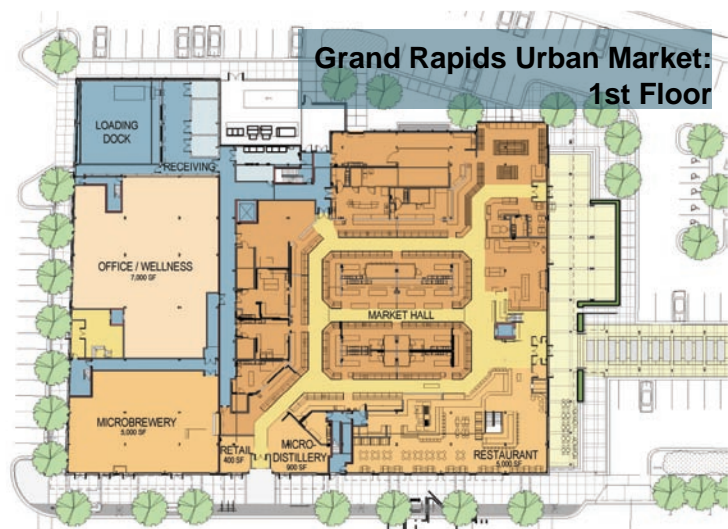 Grand Rapids Urban Market:
1st Floor
LOADING
DOCK
RECEIVING
OFFICE / WELLNESS
7,000 SF
MARKET HALL
MICROBREWERY
5,000 SF
RETAIL
400 SF
MICRO-
DISTILLERY
900 SF
RESTAURANT
5,000 SF